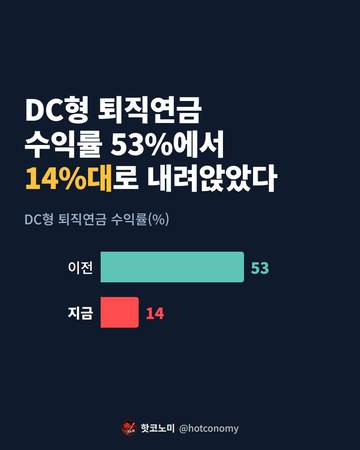 DC형 퇴직연금
수익률 53%에서
14%대로 내려앉았다
DC형 퇴직연금 수익률(%)
이전 53
지금 14
핫코노미 @hotconomy